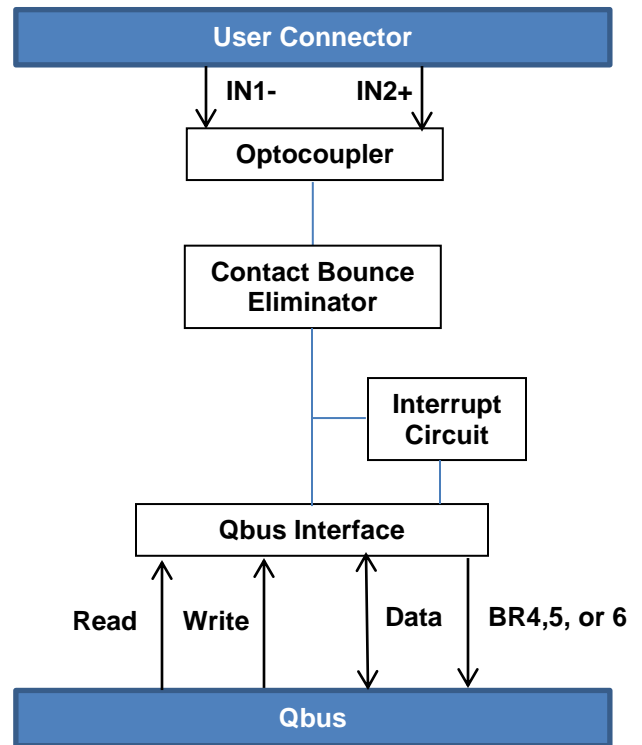 User Connector
IN1-
IN2+
Optocoupler
Contact Bounce
Eliminator
Interrupt
Circuit
Qbus Interface
Read
Write
Data
BR4,5, or 6
Qbus